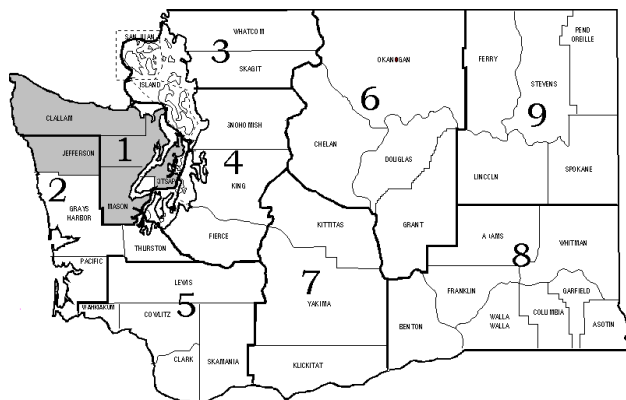 WHATCOM
PEND
OREILLE
SAN JUAN
3
OKANOGAN
FERRY
SKAGIT
STEVENS
ISLAND
6
9
CLALLAM
SNOHOMISH
1
CHELAN
JEFFERSON
DOUGLAS
4
2
LINCOLN
SPOKANE
KITSAP
KING
MASON
GRAYS
HARBOR
KITTITAS
GRANT
PIERCE
ADAMS
WHITMAN
THURSTON
8
PACIFIC
7
LEWIS
FRANKLIN
GARFIELD
5
YAKIMA
WAHKIAKUM
COWLITZ
COLUMBIA
WALLA
WALLA
ASOTIN
BENTON
CLARK
SKAMANIA
KLICKITAT